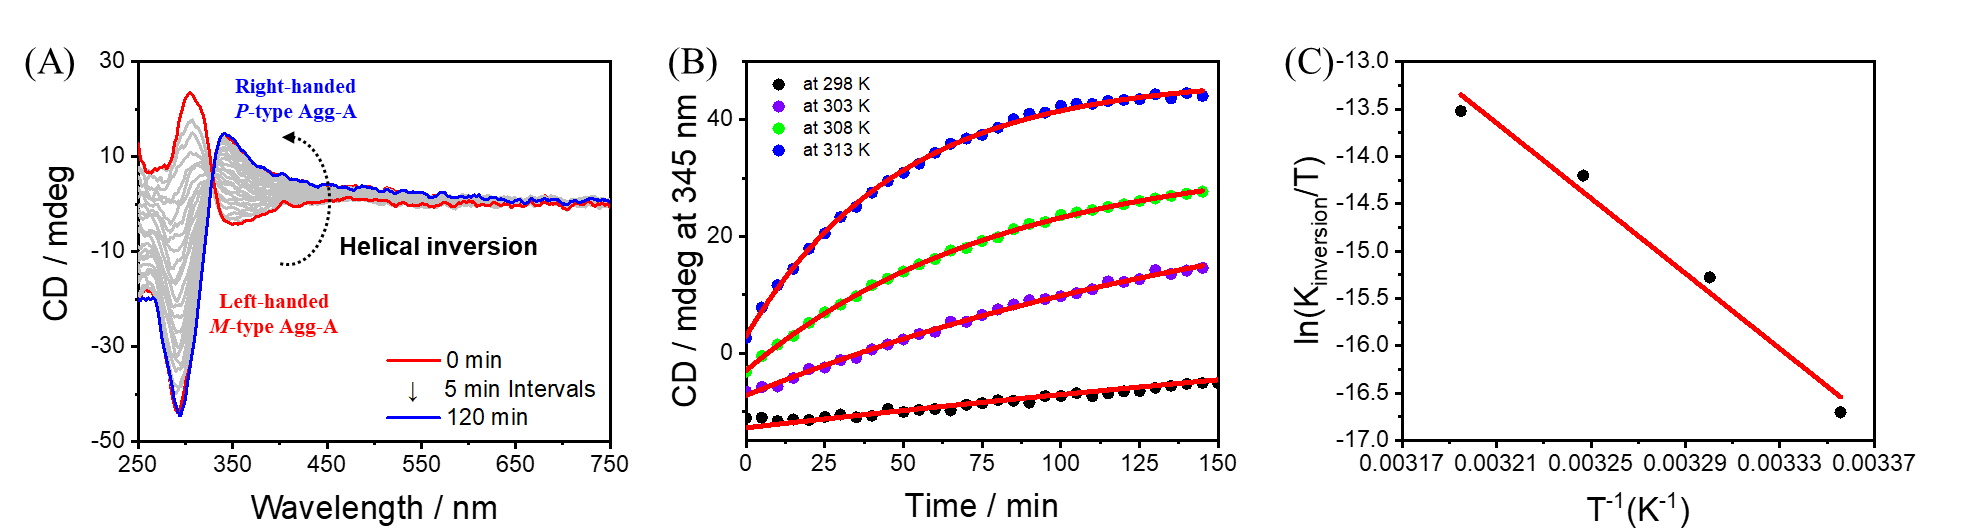 (A)
30
10
-10
-30
-50
CD / mdeg
Right-handed
P-type Agg-A
Helical inversion
Left-handed
M-type Agg-A
0 min
↓ 5 min Intervals
120 min
250 350 450 550 650 750
Wavelength / nm
(B)
40
20
0
CD / mdeg at 345 nm
at 298 K
at 303 K
at 308 K
at 313 K
0 25 50 75 100 125 150
Time / min
(C)
-13.0
-13.5
-14.0
-14.5
-15.0
-15.5
-16.0
-16.5
-17.0
ln(K_inversion/T)
0.00317 0.00321 0.00325 0.00329 0.00333 0.00337
T⁻¹(K⁻¹)